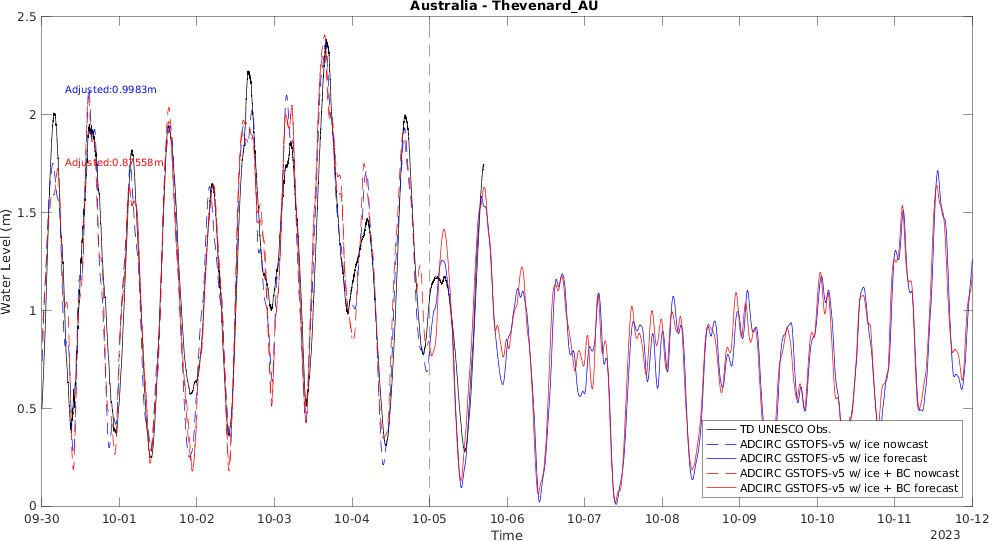 Australia - Thevenard_AU
2.5
2
1.5
1
0.5
0
Water Level (m)
Adjusted:0.9983m
Adjusted:0.87558m
TD UNESCO Obs.
ADCIRC GSTOFS-v5 w/ ice nowcast
ADCIRC GSTOFS-v5 w/ ice forecast
ADCIRC GSTOFS-v5 w/ ice + BC nowcast
ADCIRC GSTOFS-v5 w/ ice + BC forecast
09-30 10-01 10-02 10-03 10-04 10-05 10-06 10-07 10-08 10-09 10-10 10-11 10-12
Time
2023